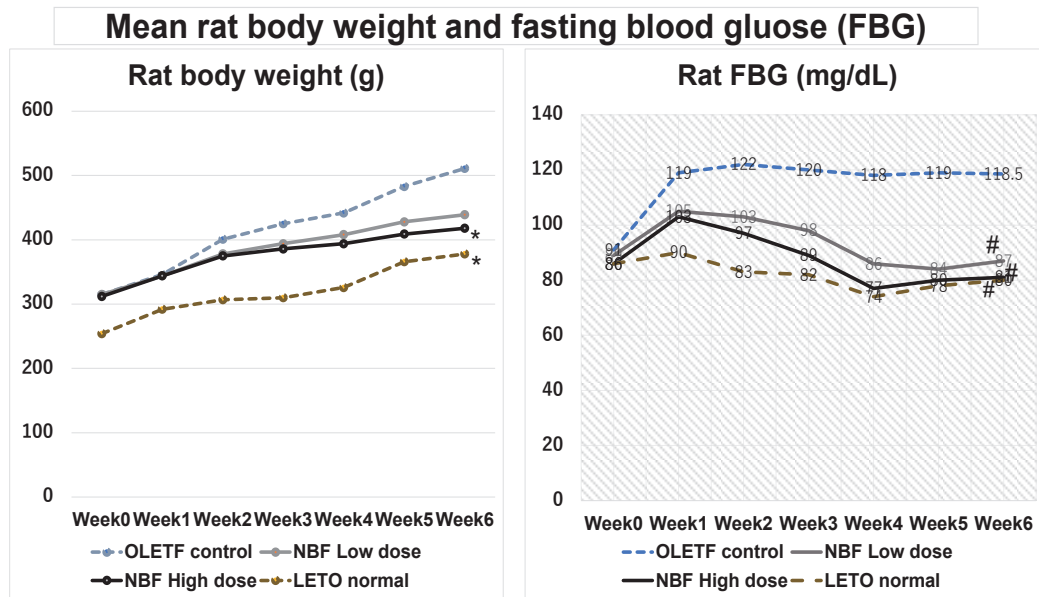 Mean rat body weight and fasting blood gluose (FBG)
Rat body weight (g)
600
500
400
300
200
100
0
*
*
Week0 Week1 Week2 Week3 Week4 Week5 Week6
OLETF control NBF Low dose
NBF High dose LETO normal
Rat FBG (mg/dL)
140
120
100
80
60
40
20
0
119 122 120 118 119 118.5
105 103 98 86 84 87
103 97 89 77 80 81
86 90 83 82 74 78 80
#
#
#
Week0 Week1 Week2 Week3 Week4 Week5 Week6
OLETF control NBF Low dose
NBF High dose LETO normal